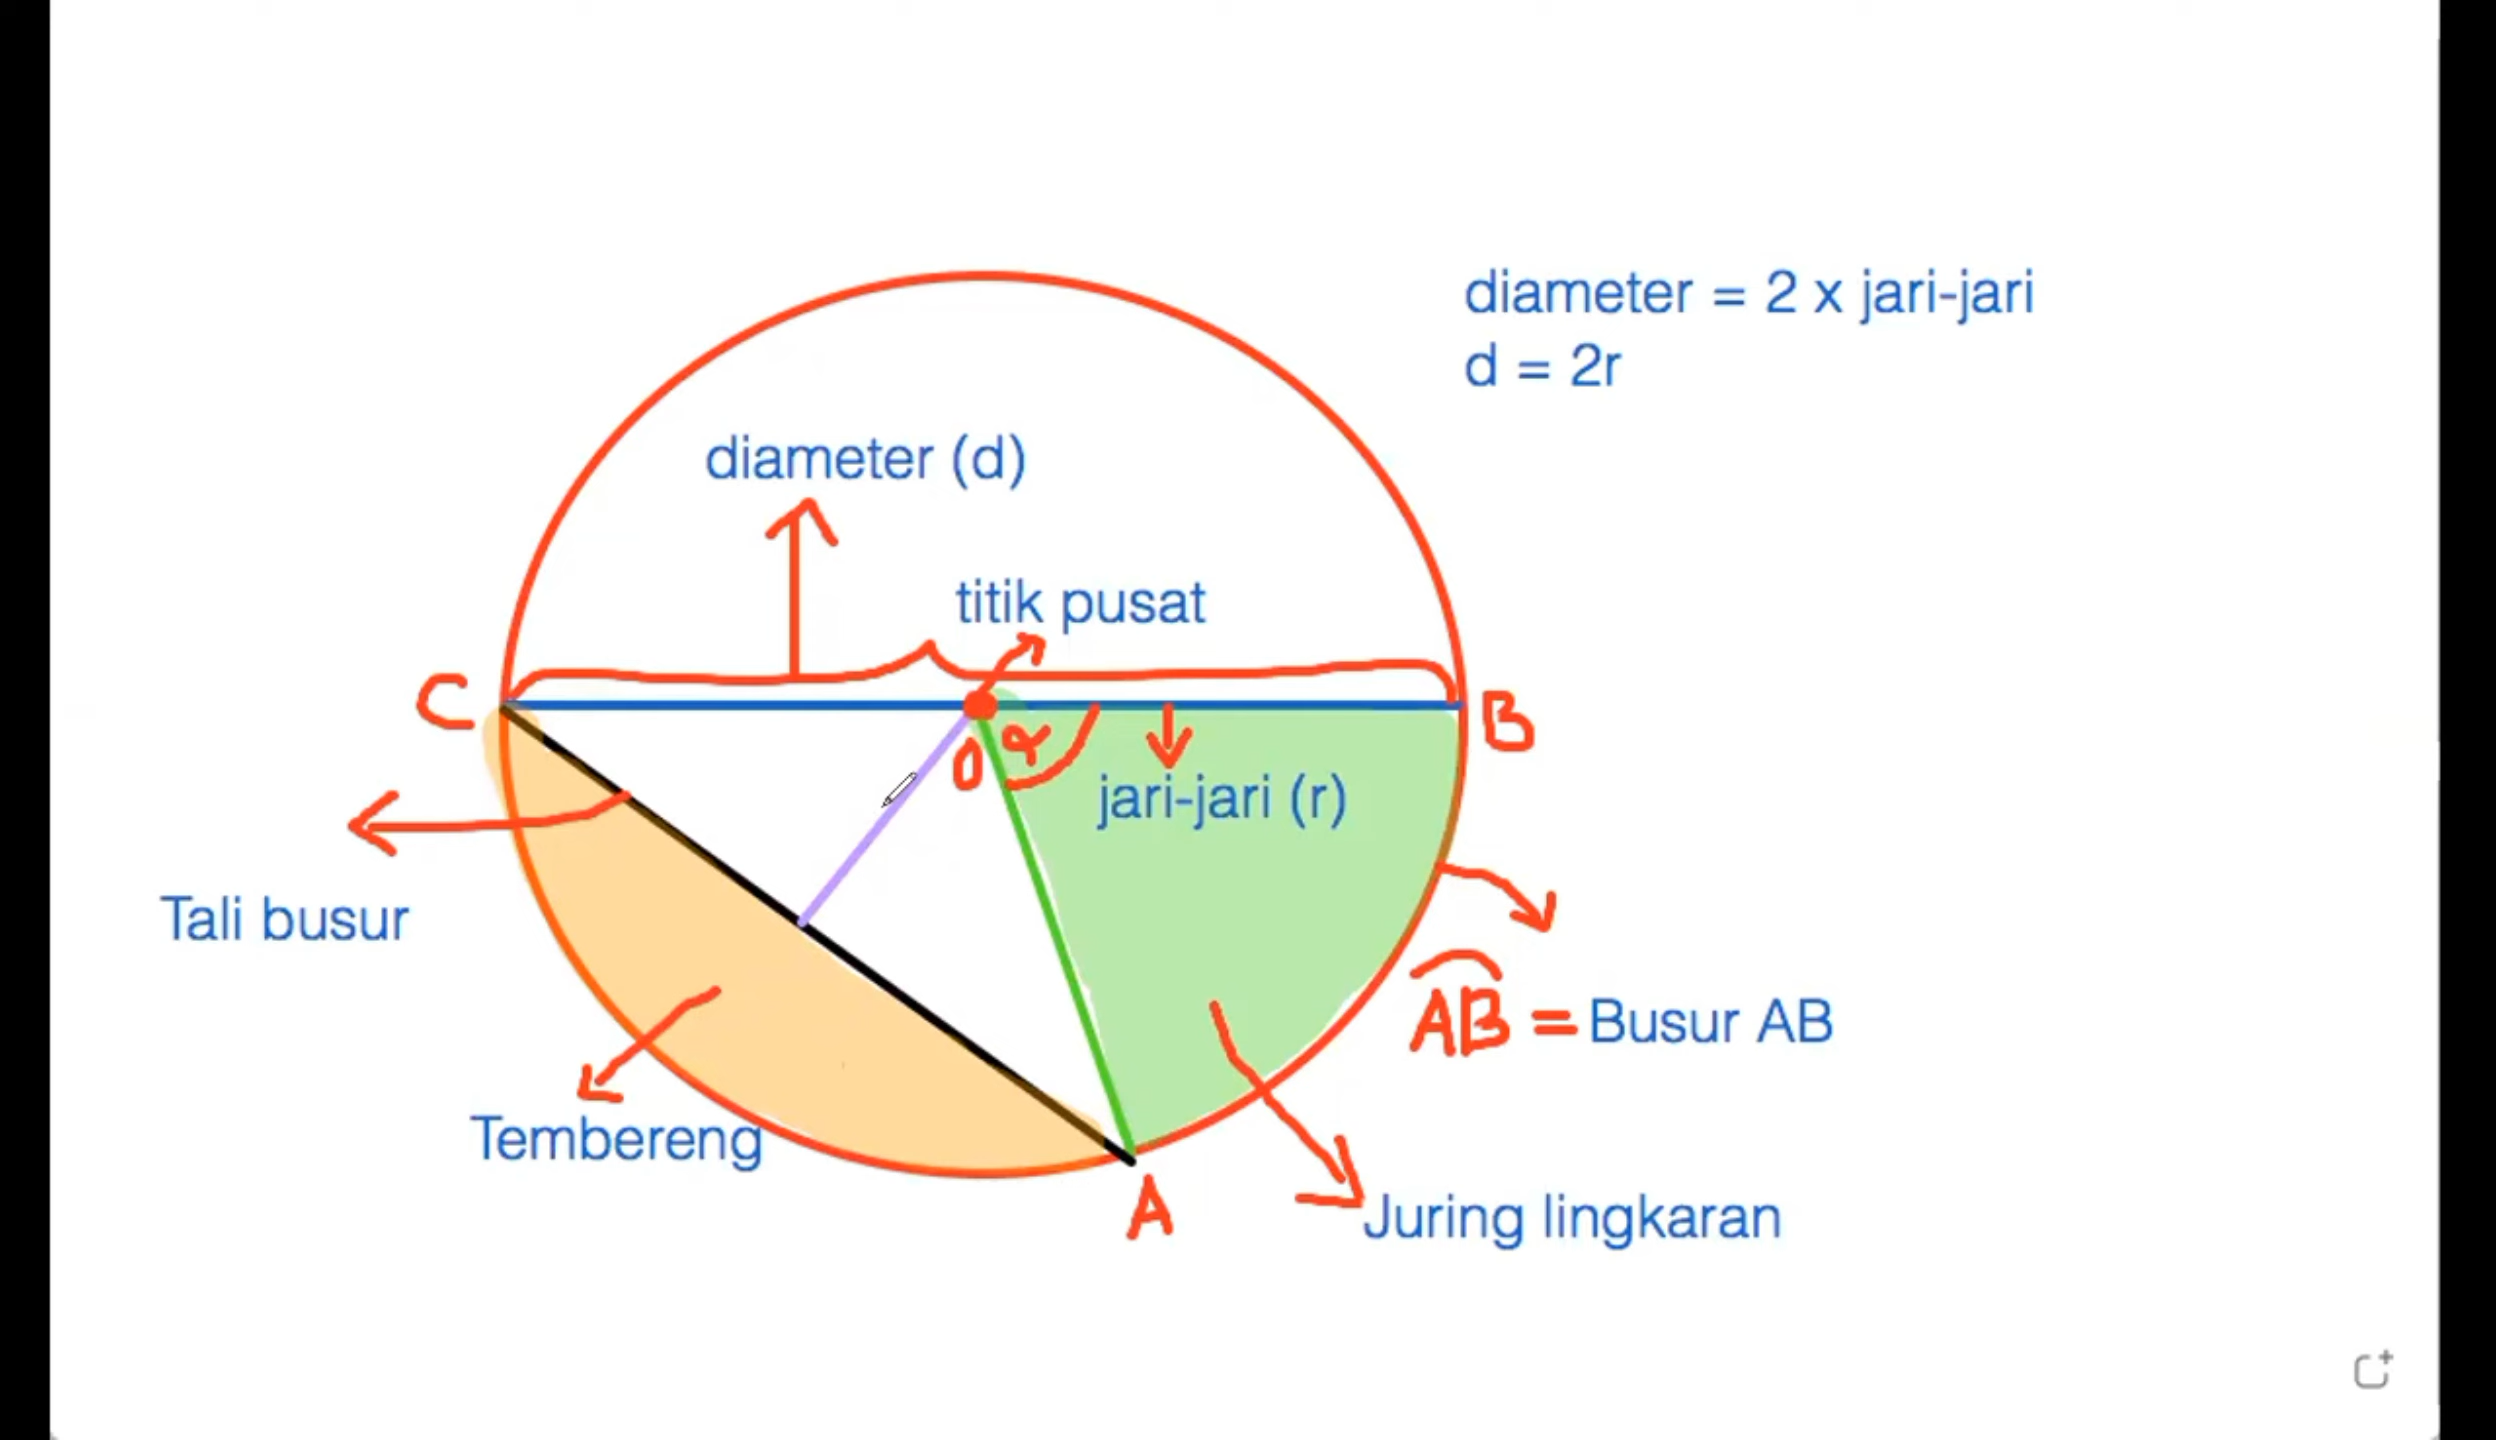 diameter = 2 x jari-jari
d = 2r
diameter (d)
titik pusat
C
B
O
α
jari-jari (r)
Tali busur
AB = Busur AB
Tembereng
A
Juring lingkaran